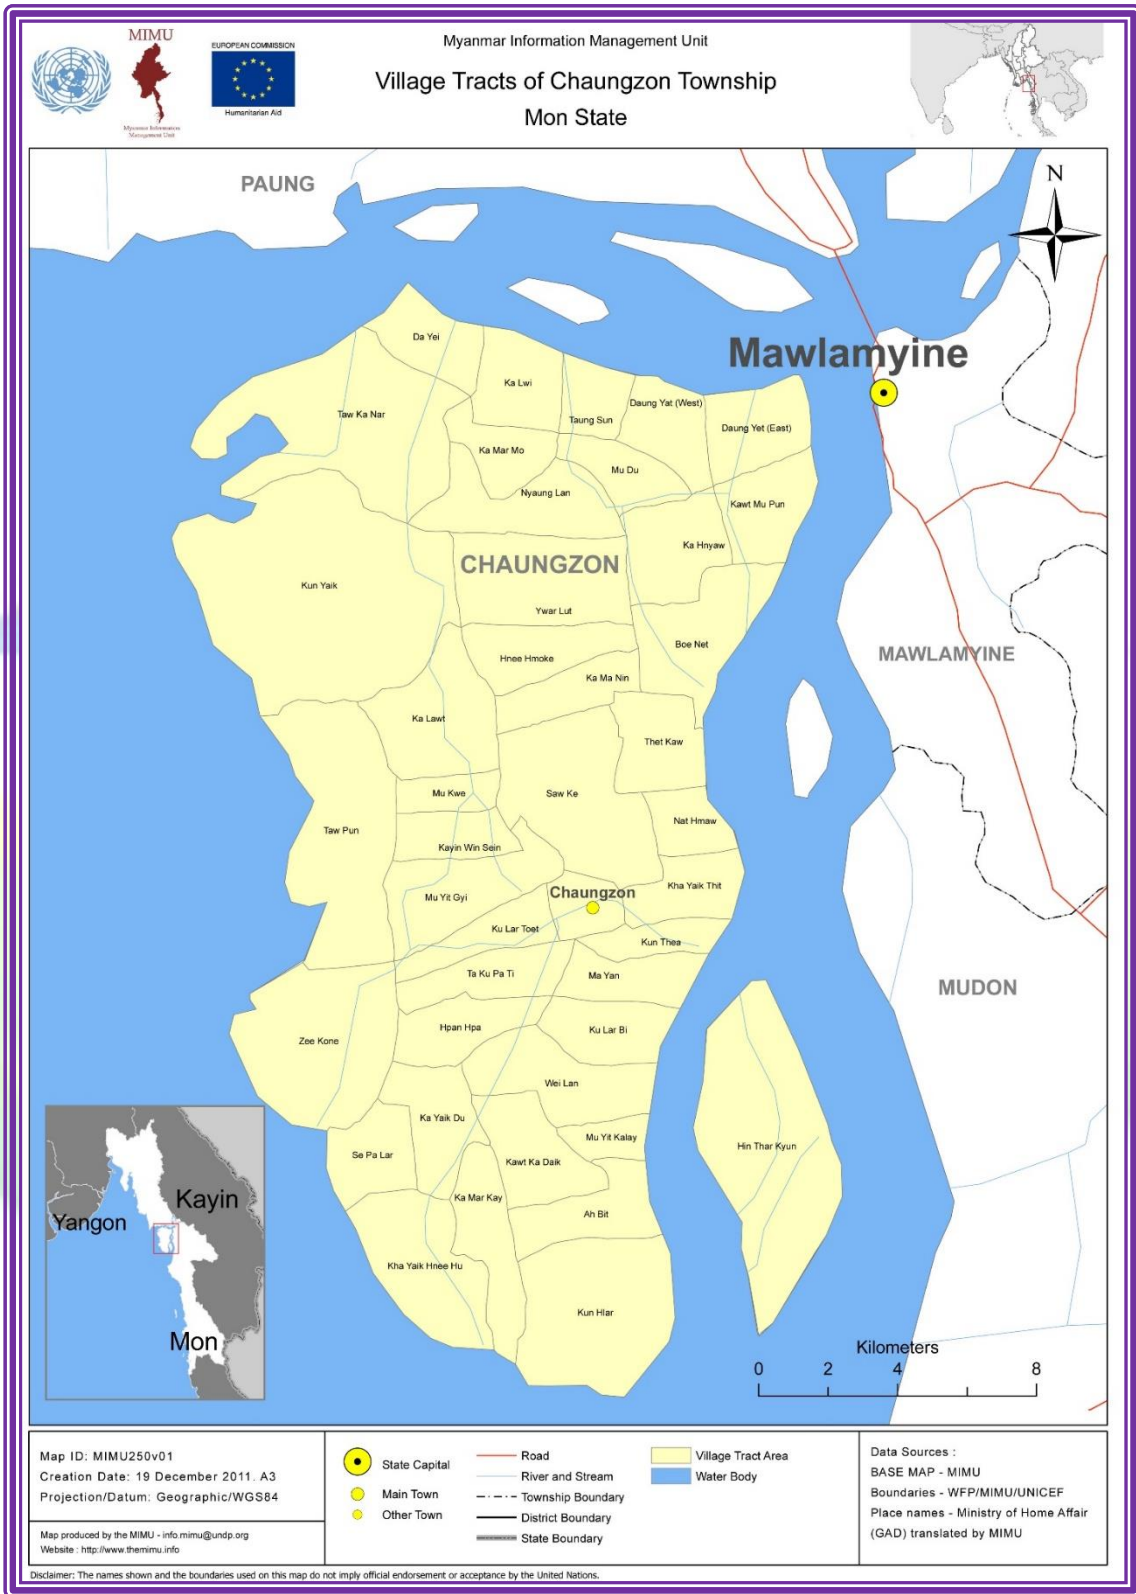 MIMU
Myanmar Information
Management Unit
EUROPEAN COMMISSION
Humanitarian Aid
Myanmar Information Management Unit
Village Tracts of Chaungzon Township
Mon State
PAUNG
N
Mawlamyine
Da Yei
Ka Lwi
Taw Ka Nar
Taung Sun
Daung Yat (West)
Daung Yet (East)
Ka Mar Mo
Mu Du
Nyaung Lan
Kawt Mu Pun
Ka Hnyaw
CHAUNGZON
Kun Yaik
Ywar Lut
Boe Net
MAWLAMYINE
Hnee Hmoke
Ka Ma Nin
Ka Lawt
Thet Kaw
Mu Kwe
Saw Ke
Taw Pun
Nat Hmaw
Kayin Win Sein
Kha Yaik Thit
Chaungzon
Mu Yit Gyi
Ku Lar Toet
Kun Thea
Ta Ku Pa Ti
Ma Yan
MUDON
Hpan Hpa
Ku Lar Bi
Zee Kone
Wei Lan
Ka Yaik Du
Mu Yit Kalay
Hin Thar Kyun
Se Pa Lar
Kawt Ka Daik
Ka Mar Kay
Ah Bit
Kha Yaik Hnee Hu
Kun Hlar
Kayin
Yangon
Mon
Kilometers
0 2 4 8
Map ID: MIMU250v01
Creation Date: 19 December 2011. A3
Projection/Datum: Geographic/WGS84
Map produced by the MIMU - info.mimu@undp.org
Website : http://www.themimu.info
State Capital
Main Town
Other Town
Road
River and Stream
Township Boundary
District Boundary
State Boundary
Village Tract Area
Water Body
Data Sources :
BASE MAP - MIMU
Boundaries - WFP/MIMU/UNICEF
Place names - Ministry of Home Affair
(GAD) translated by MIMU
Disclaimer: The names shown and the boundaries used on this map do not imply official endorsement or acceptance by the United Nations.